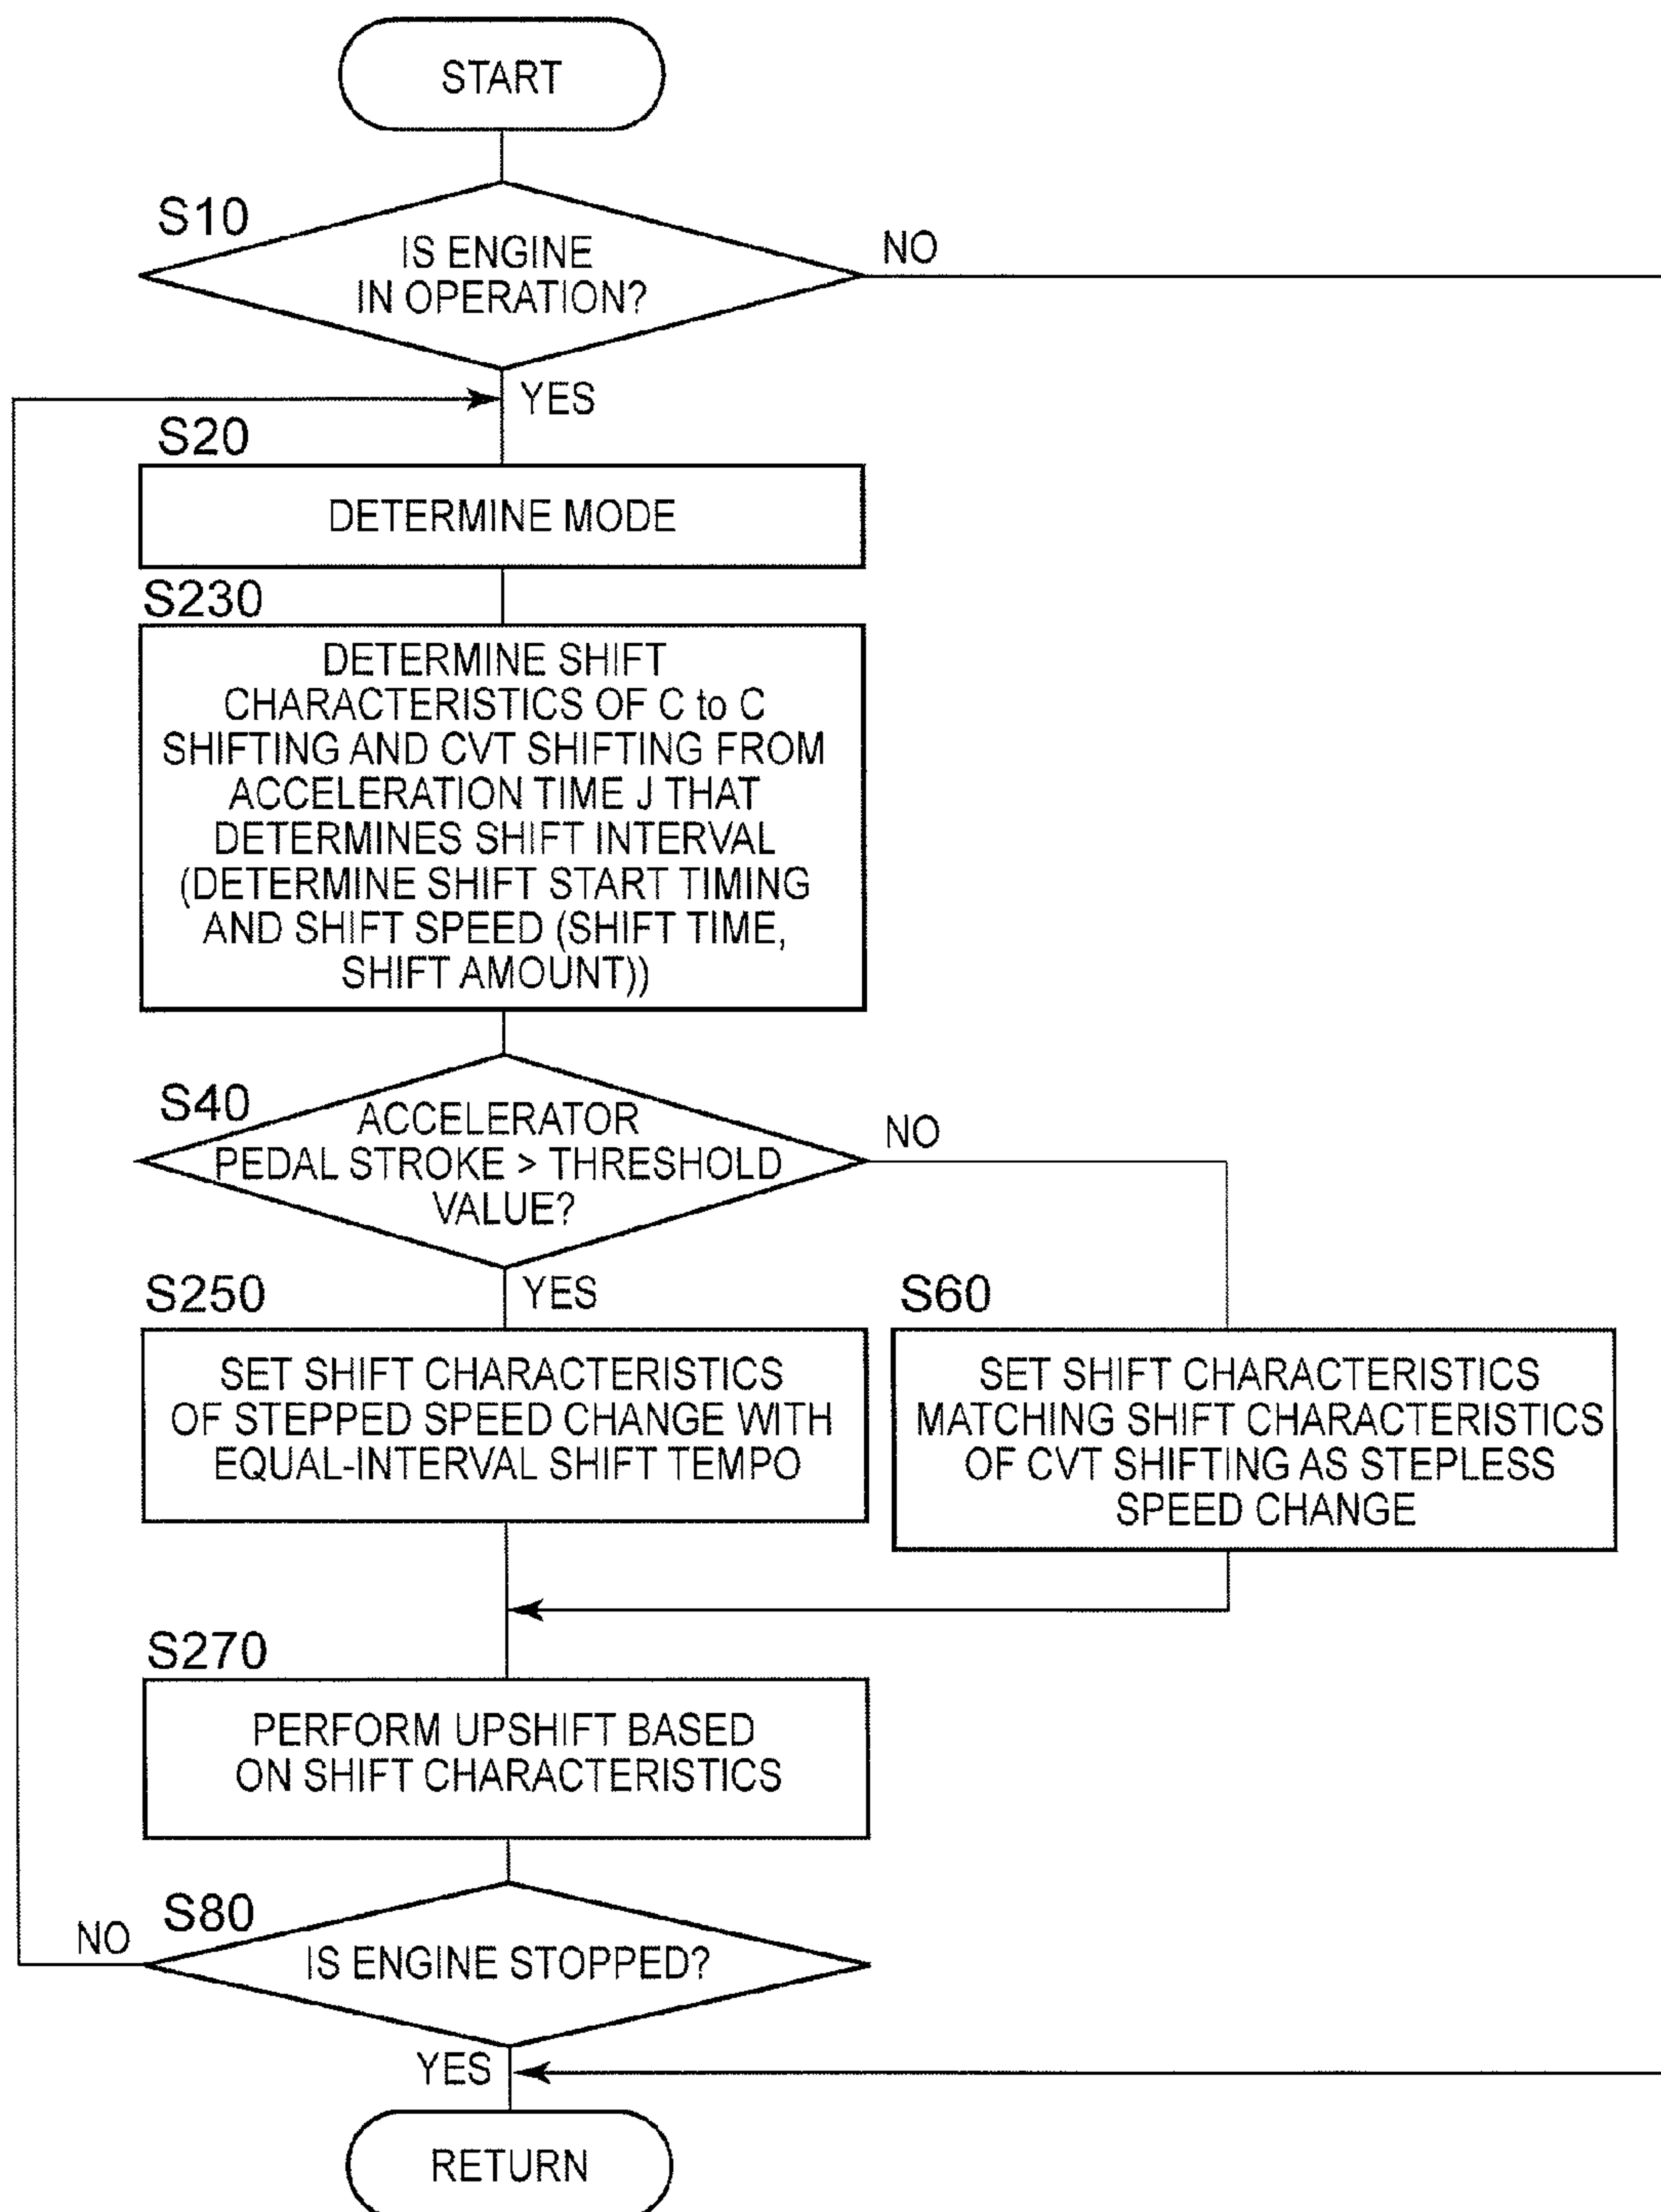 START
S10
IS ENGINE
IN OPERATION?
NO
YES
S20
DETERMINE MODE
S230
DETERMINE SHIFT
CHARACTERISTICS OF C to C
SHIFTING AND CVT SHIFTING FROM
ACCELERATION TIME J THAT
DETERMINES SHIFT INTERVAL
(DETERMINE SHIFT START TIMING
AND SHIFT SPEED (SHIFT TIME,
SHIFT AMOUNT))
S40
ACCELERATOR
PEDAL STROKE > THRESHOLD
VALUE?
NO
YES
S250
SET SHIFT CHARACTERISTICS
OF STEPPED SPEED CHANGE WITH
EQUAL-INTERVAL SHIFT TEMPO
S60
SET SHIFT CHARACTERISTICS
MATCHING SHIFT CHARACTERISTICS
OF CVT SHIFTING AS STEPLESS
SPEED CHANGE
S270
PERFORM UPSHIFT BASED
ON SHIFT CHARACTERISTICS
S80
NO
IS ENGINE STOPPED?
YES
RETURN